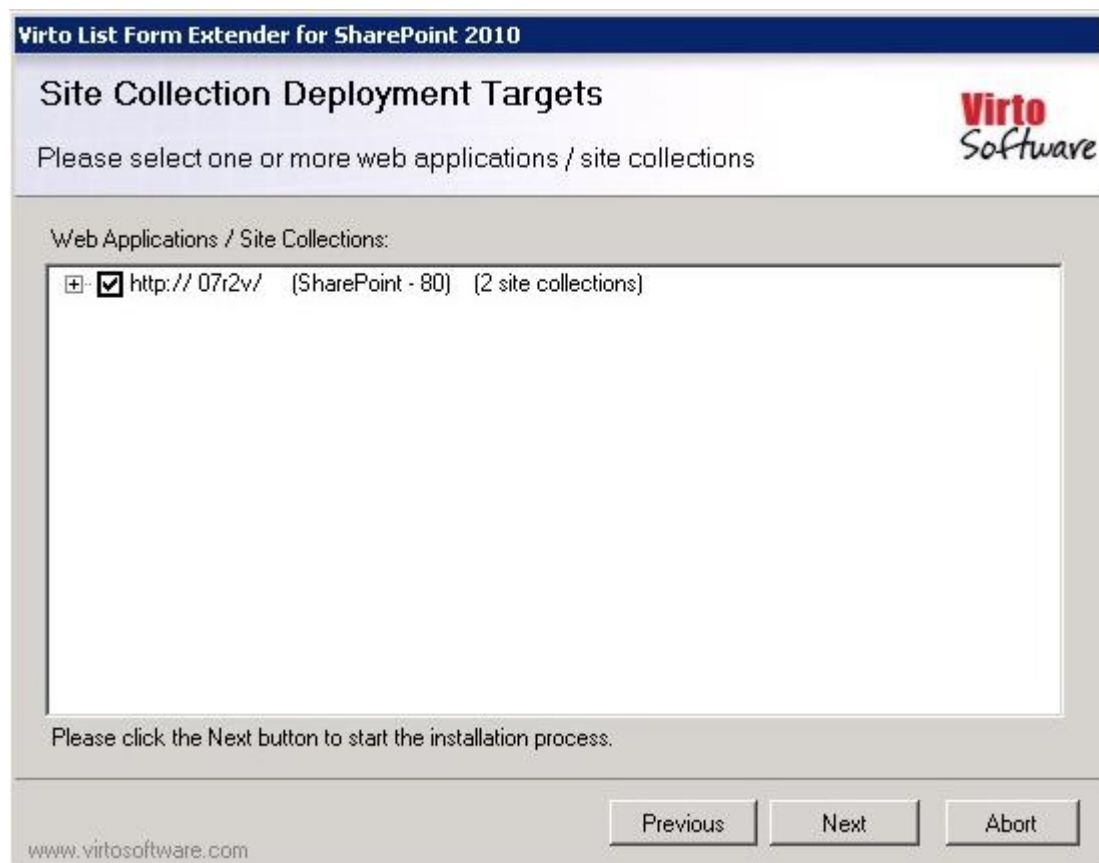 Virto List Form Extender for SharePoint 2010
Site Collection Deployment Targets
Please select one or more web applications / site collections
Virto
Software
Web Applications / Site Collections:
http:// 07r2v/ (SharePoint - 80) (2 site collections)
Please click the Next button to start the installation process.
Previous Next Abort
www.virtosoftware.com